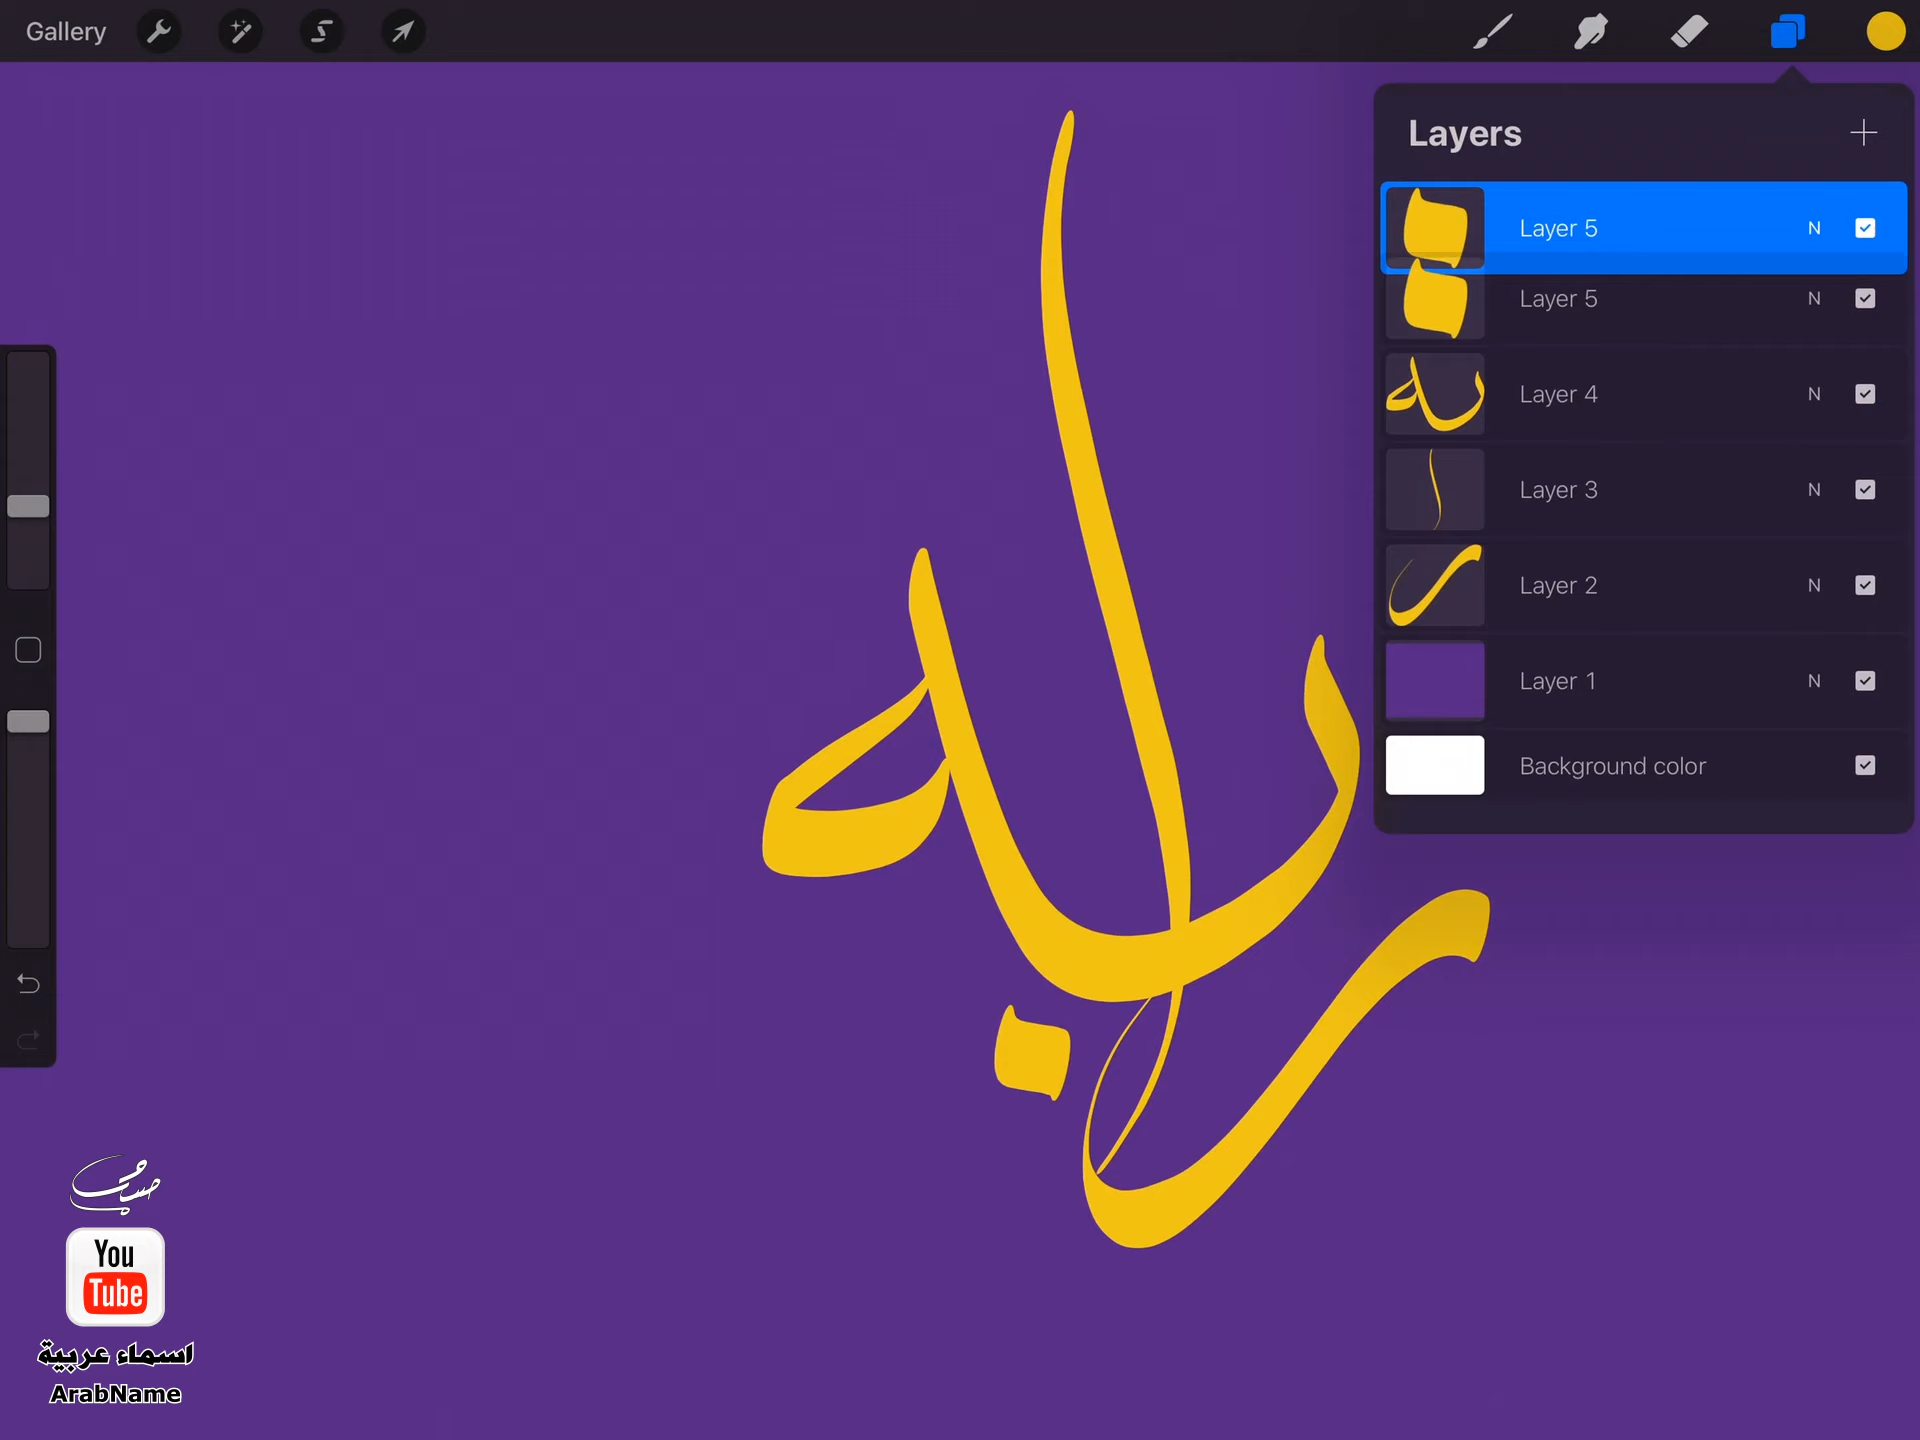 Gallery
Layers
Layer 5 N
Layer 5 N
Layer 4 N
Layer 3 N
Layer 2 N
Layer 1 N
Background color
You
Tube
اسماء عربية
ArabName